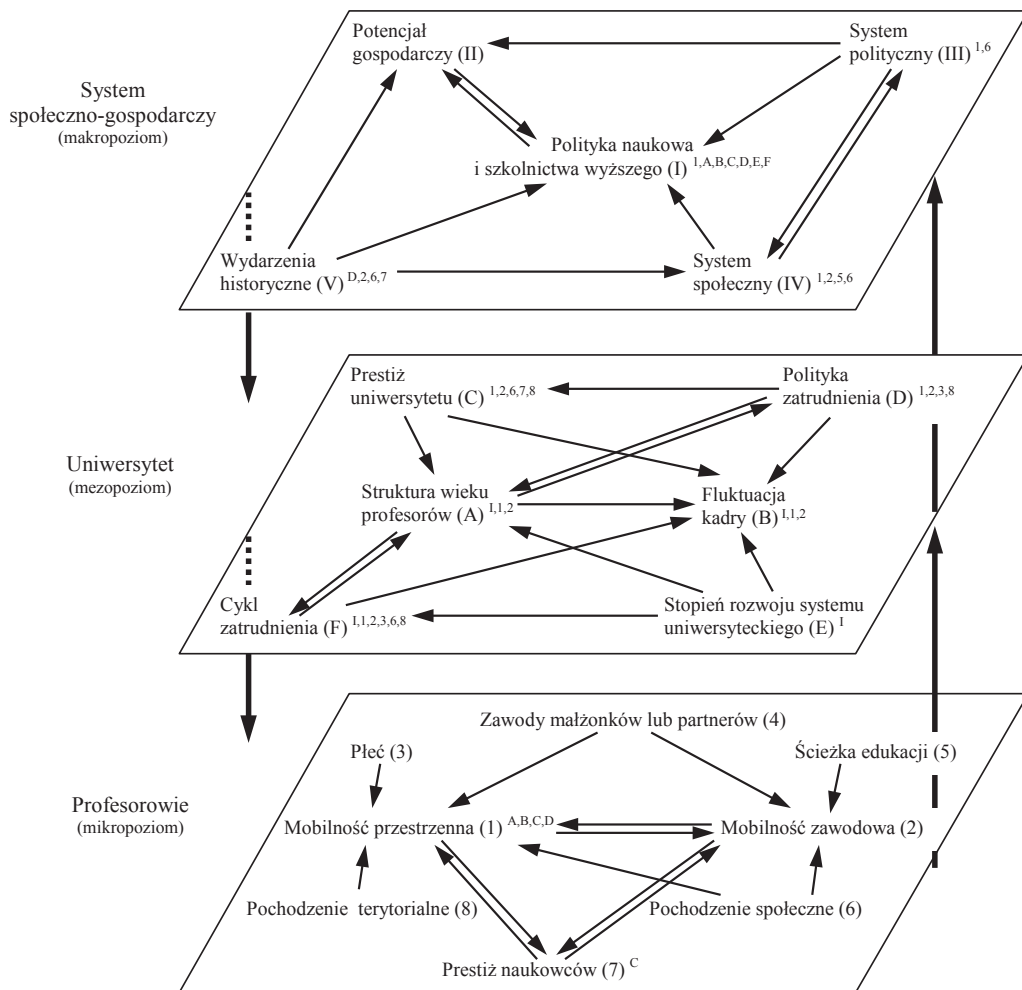 Potencjał
gospodarczy (II)
System
polityczny (III) 1,6
System
społeczno-gospodarczy
(makropoziom)
Polityka naukowa
i szkolnictwa wyższego (I) 1,A,B,C,D,E,F
Wydarzenia
historyczne (V) D,2,6,7
System
społeczny (IV) 1,2,5,6
Prestiż
uniwersytetu (C) 1,2,6,7,8
Polityka
zatrudnienia (D) 1,2,3,8
Uniwersytet
(mezopoziom)
Struktura wieku
profesorów (A) I,1,2
Fluktuacja
kadry (B) I,1,2
Cykl
zatrudnienia (F) I,1,2,3,6,8
Stopień rozwoju systemu
uniwersyteckiego (E) I
Zawody małżonków lub partnerów (4)
Płeć (3)
Ścieżka edukacji (5)
Profesorowie
(mikropoziom)
Mobilność przestrzenna (1) A,B,C,D
Mobilność zawodowa (2)
Pochodzenie terytorialne (8)
Pochodzenie społeczne (6)
Prestiż naukowców (7) C